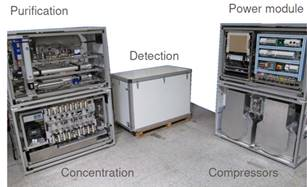 Purification
Power module
Detection
Concentration
Compressors